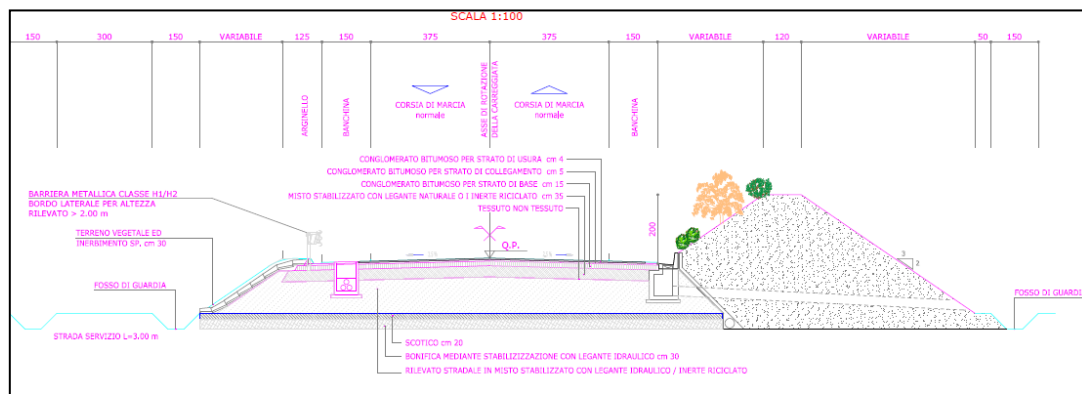 SCALA 1:100
150 300 150 VARIABILE 125 150 375 375 150 VARIABILE 120 VARIABILE 50 150
ARGINELLO
BANCHINA
CORSIA DI MARCIA
normale
ASSE DI ROTAZIONE
DELLA CARREGGIATA
CORSIA DI MARCIA
normale
BANCHINA
CONGLOMERATO BITUMOSO PER STRATO DI USURA cm 4
CONGLOMERATO BITUMOSO PER STRATO DI COLLEGAMENTO cm 5
CONGLOMERATO BITUMOSO PER STRATO DI BASE cm 15
MISTO STABILIZZATO CON LEGANTE NATURALE O I INERTE RICICLATO cm 35
TESSUTO NON TESSUTO
BARRIERA METALLICA CLASSE H1/H2
BORDO LATERALE PER ALTEZZA
RILEVATO > 2.00 m
TERRENO VEGETALE ED
INERBIMENTO SP. cm 30
200
Q.P.
3
2
FOSSO DI GUARDIA
FOSSO DI GUARDI
STRADA SERVIZIO L=3.00 m
SCOTICO cm 20
BONIFICA MEDIANTE STABILIZIZZAZIONE CON LEGANTE IDRAULICO cm 30
RILEVATO STRADALE IN MISTO STABILIZZATO CON LEGANTE IDRAULICO / INERTE RICICLATO